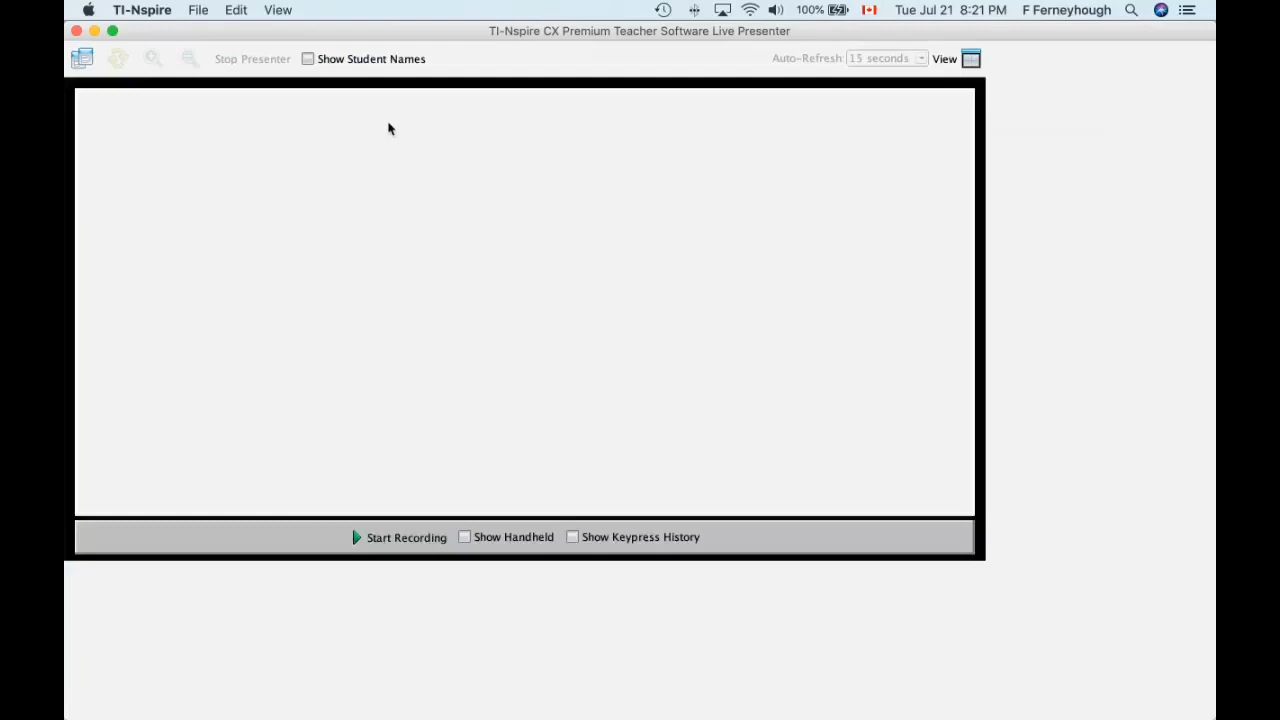 TI-Nspire File Edit View 100% Tue Jul 21 8:21 PM F Ferneyhough
TI-Nspire CX Premium Teacher Software Live Presenter
Stop Presenter Show Student Names Auto-Refresh: 15 seconds View
Start Recording Show Handheld Show Keypress History